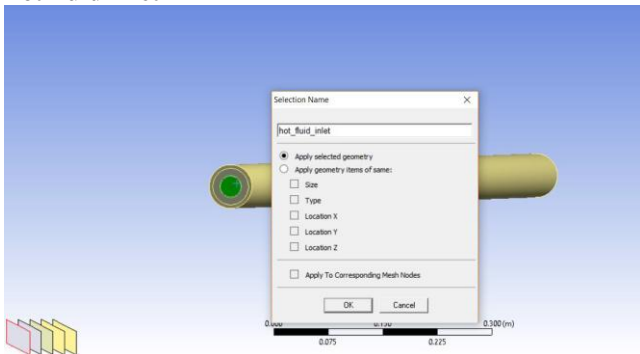 Selection Name
hot_fluid_inlet
Apply selected geometry
Apply geometry items of same:
Size
Type
Location X
Location Y
Location Z
Apply To Corresponding Mesh Nodes
OK Cancel
0.300 (m)
0.075 0.225